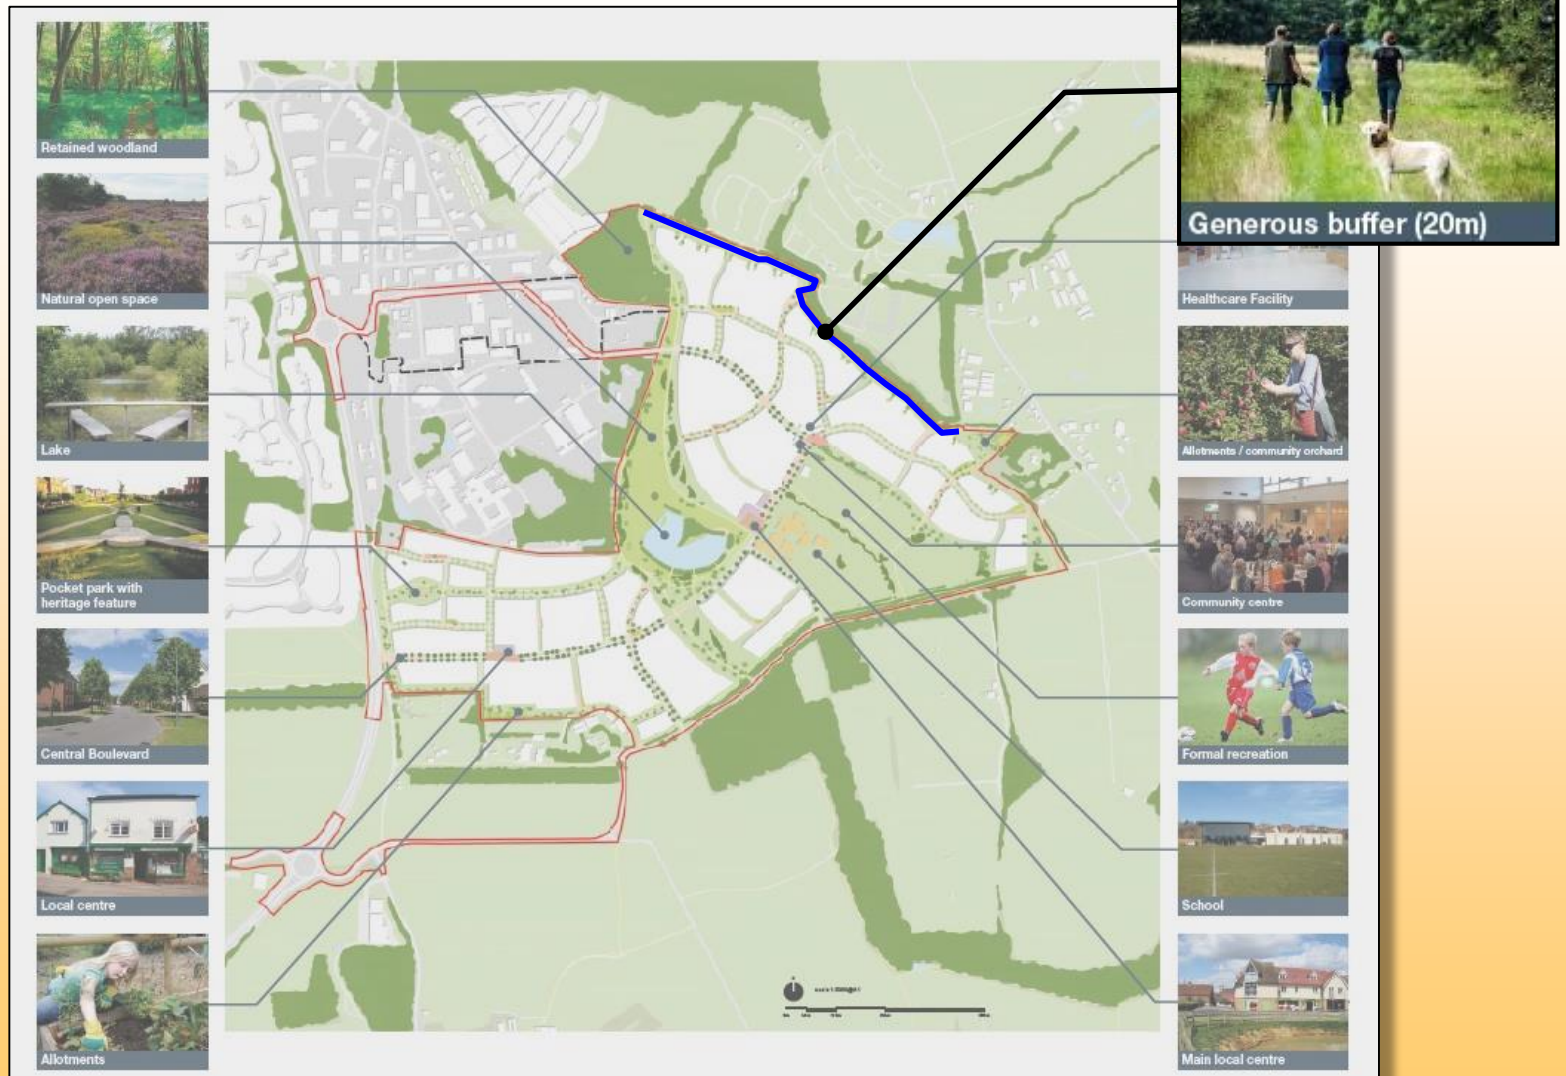 Retained woodland
Natural open space
Lake
Pocket park with
heritage feature
Central Boulevard
Local centre
Allotments
Generous buffer (20m)
Healthcare Facility
Allotments / community orchard
Community centre
Formal recreation
School
Main local centre